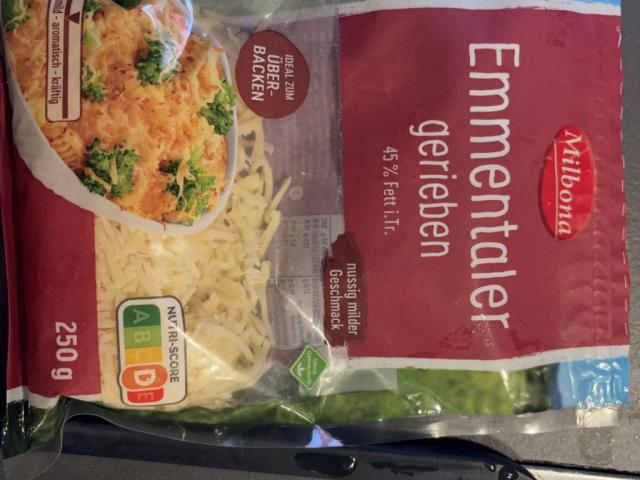 Milbona
Emmentaler
gerieben
45 % Fett i.Tr.
nussig milder
Geschmack
IDEAL ZUM
ÜBER-
BACKEN
mild - aromatisch - kräftig
NUTRI-SCORE
A B C D E
250 g